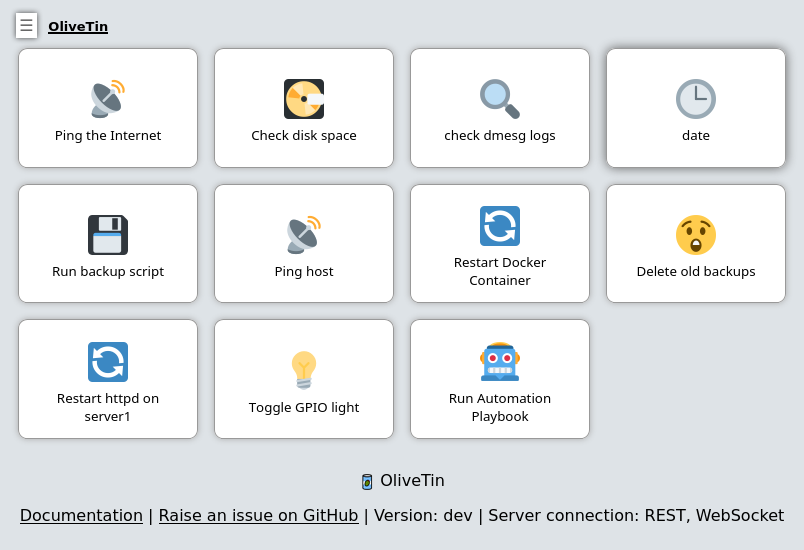 OliveTin
Ping the Internet
Check disk space
check dmesg logs
date
Run backup script
Ping host
Restart Docker
Container
Delete old backups
Restart httpd on
server1
Toggle GPIO light
Run Automation
Playbook
OliveTin
Documentation | Raise an issue on GitHub | Version: dev | Server connection: REST, WebSocket